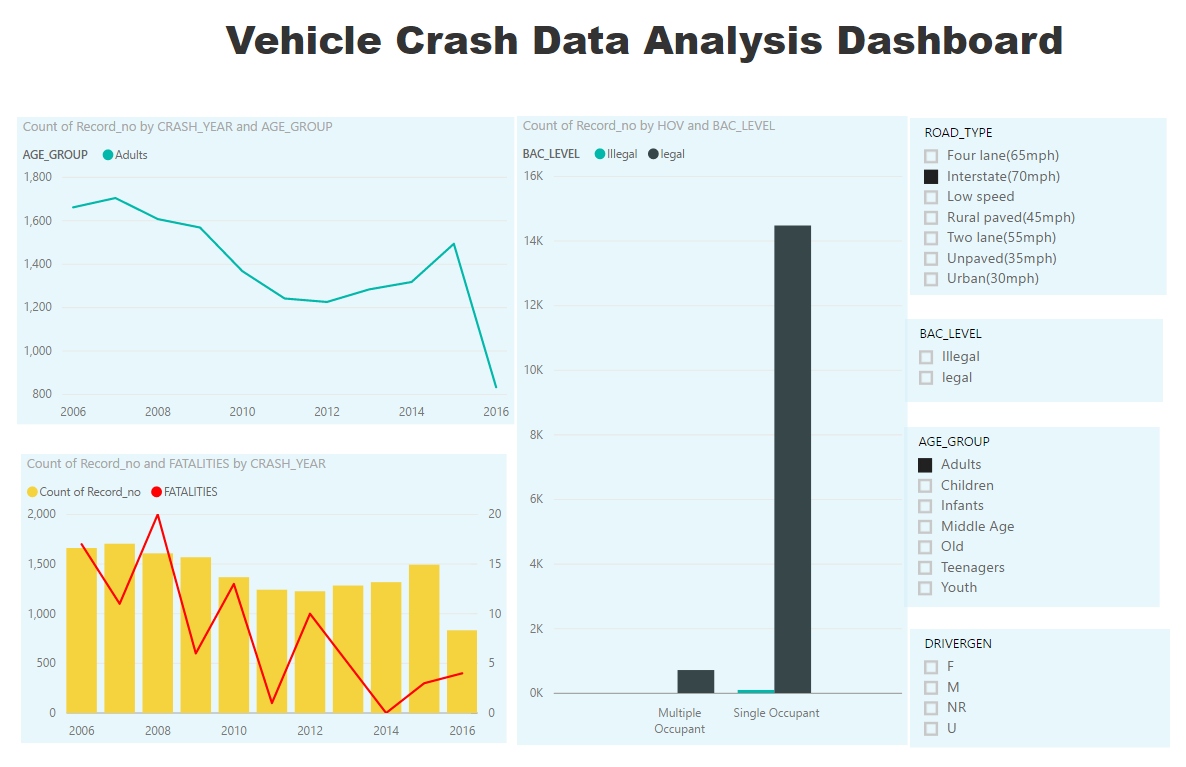 Vehicle Crash Data Analysis Dashboard
Count of Record_no by CRASH_YEAR and AGE_GROUP
AGE_GROUP Adults
1,800
1,600
1,400
1,200
1,000
800
2006 2008 2010 2012 2014 2016
Count of Record_no and FATALITIES by CRASH_YEAR
Count of Record_no FATALITIES
2,000 20
1,500 15
1,000 10
500 5
0 0
2006 2008 2010 2012 2014 2016
Count of Record_no by HOV and BAC_LEVEL
BAC_LEVEL Illegal legal
16K
14K
12K
10K
8K
6K
4K
2K
0K
Multiple Occupant Single Occupant
ROAD_TYPE
Four lane(65mph)
Interstate(70mph)
Low speed
Rural paved(45mph)
Two lane(55mph)
Unpaved(35mph)
Urban(30mph)
BAC_LEVEL
Illegal
legal
AGE_GROUP
Adults
Children
Infants
Middle Age
Old
Teenagers
Youth
DRIVERGEN
F
M
NR
U